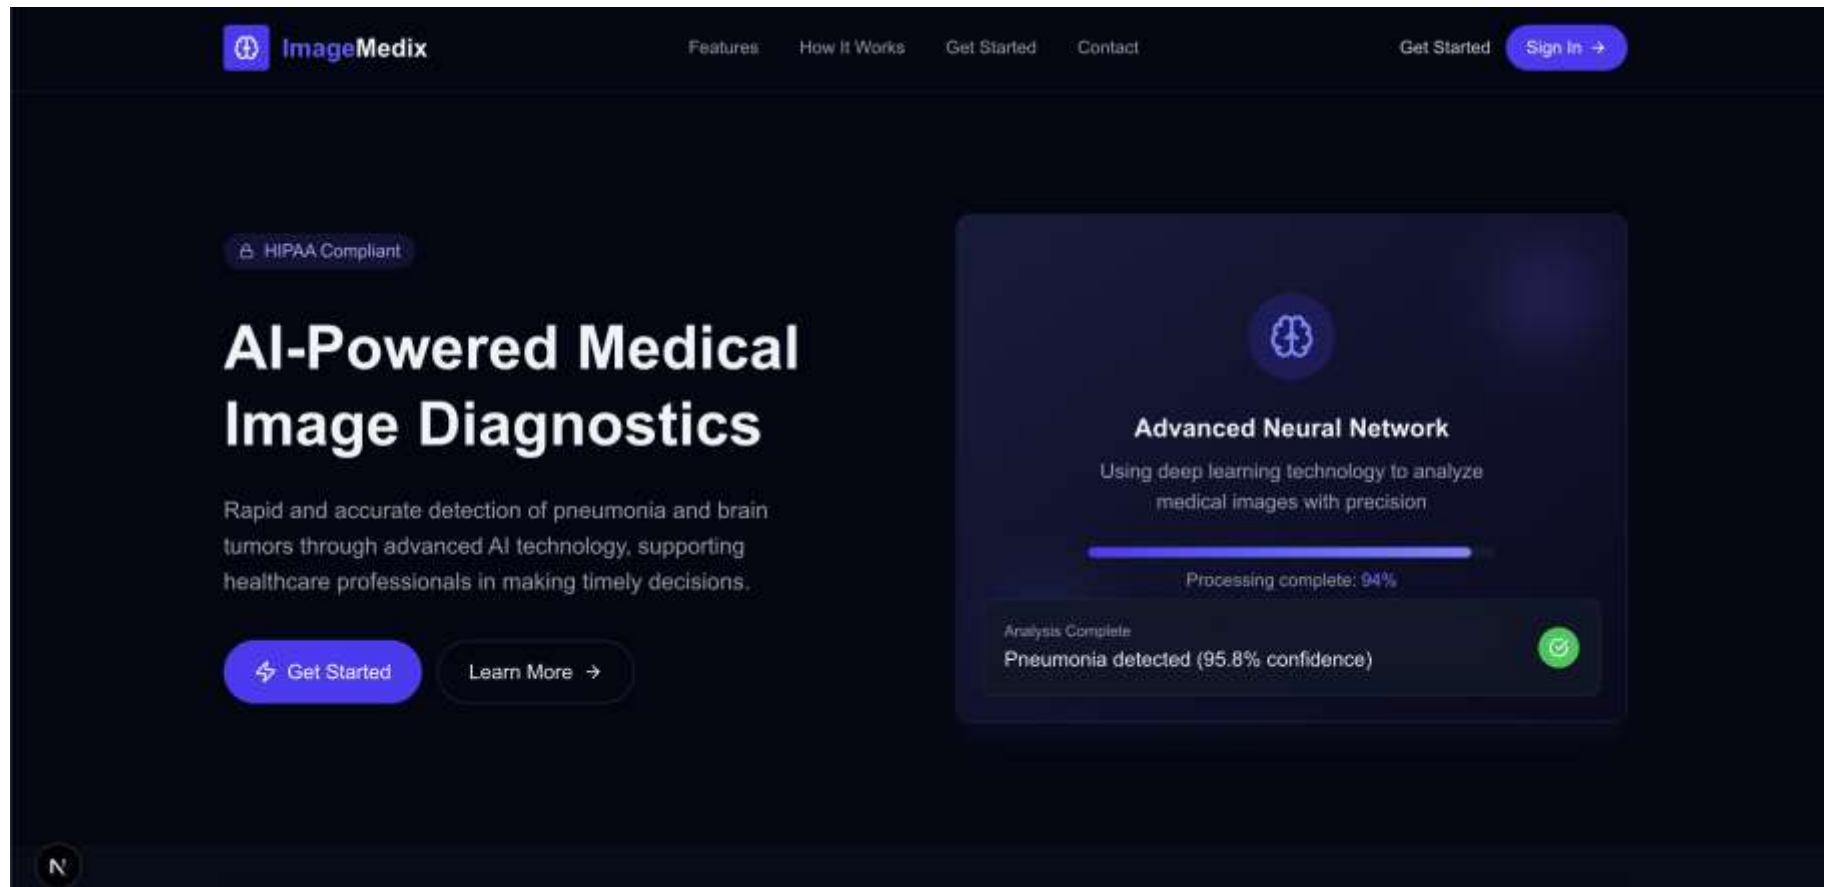 ImageMedix
Features
How It Works
Get Started
Contact
Get Started
Sign In →
HIPAA Compliant
AI-Powered Medical
Image Diagnostics
Rapid and accurate detection of pneumonia and brain
tumors through advanced AI technology, supporting
healthcare professionals in making timely decisions.
Get Started
Learn More →
Advanced Neural Network
Using deep learning technology to analyze
medical images with precision
Processing complete: 94%
Analysis Complete
Pneumonia detected (95.8% confidence)
N